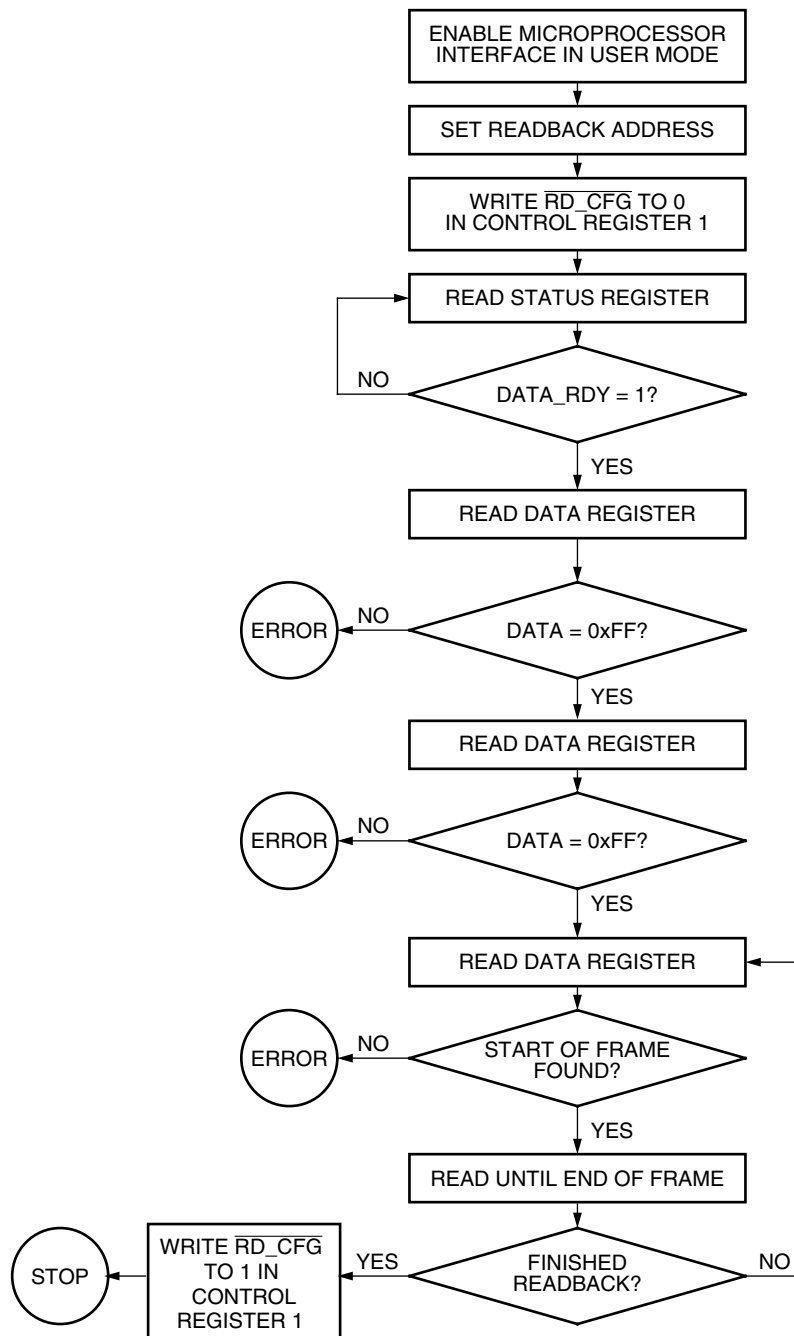 ENABLE MICROPROCESSOR
INTERFACE IN USER MODE
SET READBACK ADDRESS
WRITE RD_CFG TO 0
IN CONTROL REGISTER 1
READ STATUS REGISTER
NO
DATA_RDY = 1?
YES
READ DATA REGISTER
ERROR
NO
DATA = 0xFF?
YES
READ DATA REGISTER
ERROR
NO
DATA = 0xFF?
YES
READ DATA REGISTER
ERROR
NO
START OF FRAME
FOUND?
YES
READ UNTIL END OF FRAME
STOP
WRITE RD_CFG
TO 1 IN
CONTROL
REGISTER 1
YES
FINISHED
READBACK?
NO